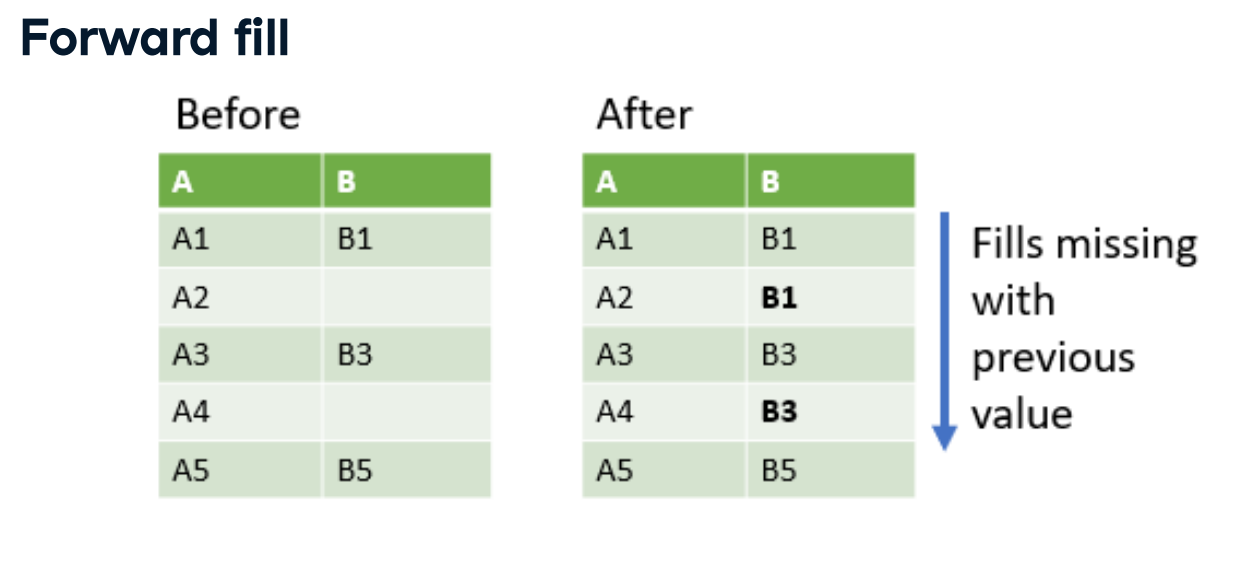 Forward fill
Before
A B
A1 B1
A2
A3 B3
A4
A5 B5
After
A B
A1 B1
A2 B1
A3 B3
A4 B3
A5 B5
Fills missing
with
previous
value